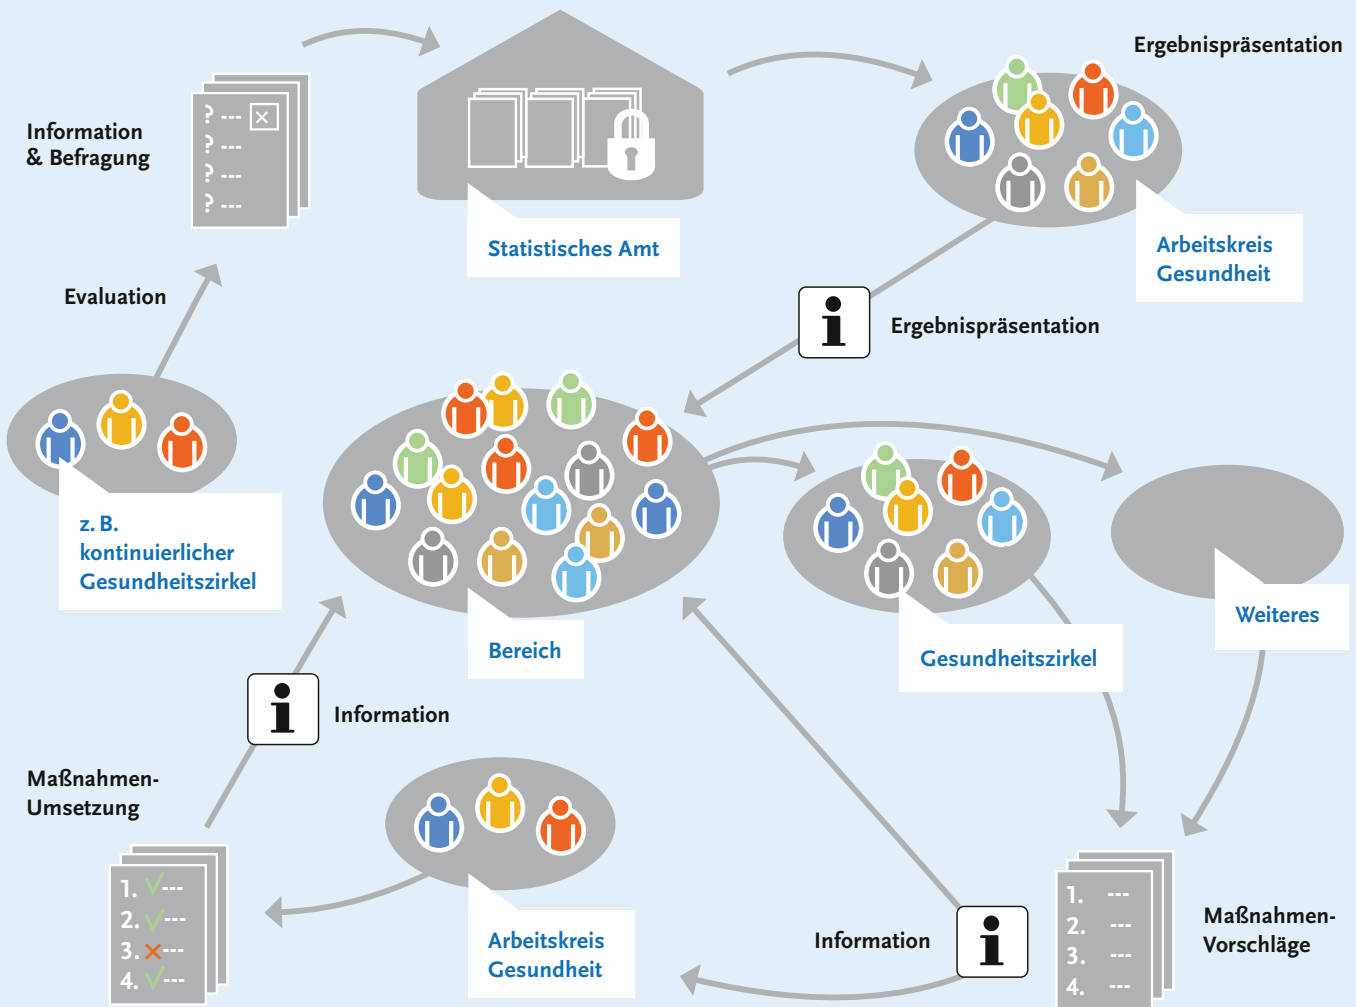 Ergebnispräsentation
Information
& Befragung
? --- ×
? ---
? ---
? ---
Statistisches Amt
Arbeitskreis
Gesundheit
Evaluation
i
Ergebnispräsentation
z. B.
kontinuierlicher
Gesundheitszirkel
Bereich
Gesundheitszirkel
Weiteres
i
Information
Maßnahmen-
Umsetzung
1. ✓---
2. ✓---
3. ×---
4. ✓---
Arbeitskreis
Gesundheit
Information
i
1. ---
2. ---
3. ---
4. ---
Maßnahmen-
Vorschläge